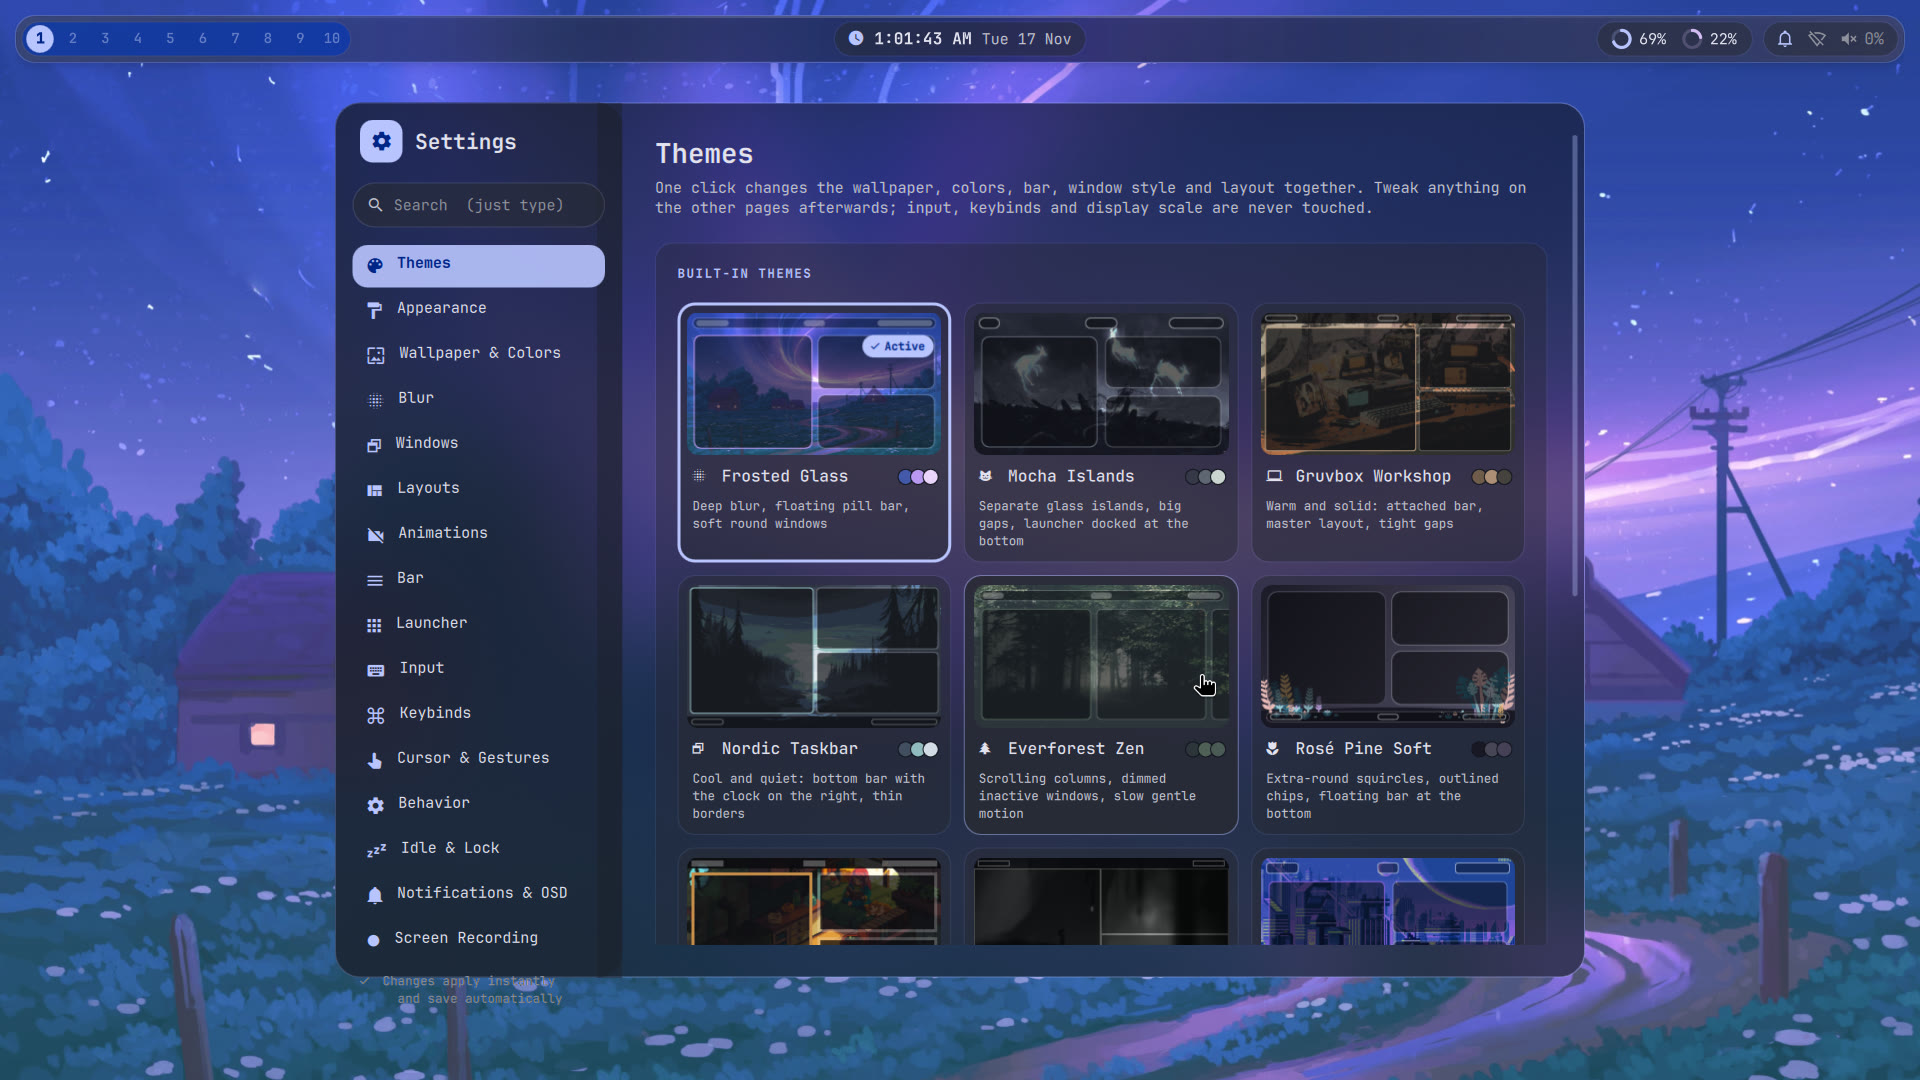 1 2 3 4 5 6 7 8 9 10
1:01:43 AM Tue 17 Nov
69% 22% 0%
Settings
Search (just type)
Themes
Appearance
Wallpaper & Colors
Blur
Windows
Layouts
Animations
Bar
Launcher
Input
Keybinds
Cursor & Gestures
Behavior
Idle & Lock
Notifications & OSD
Screen Recording
Changes apply instantly
and save automatically
Themes
One click changes the wallpaper, colors, bar, window style and layout together. Tweak anything on
the other pages afterwards; input, keybinds and display scale are never touched.
BUILT-IN THEMES
Active
Frosted Glass
Deep blur, floating pill bar,
soft round windows
Mocha Islands
Separate glass islands, big
gaps, launcher docked at the
bottom
Gruvbox Workshop
Warm and solid: attached bar,
master layout, tight gaps
Nordic Taskbar
Cool and quiet: bottom bar with
the clock on the right, thin
borders
Everforest Zen
Scrolling columns, dimmed
inactive windows, slow gentle
motion
Rosé Pine Soft
Extra-round squircles, outlined
chips, floating bar at the
bottom